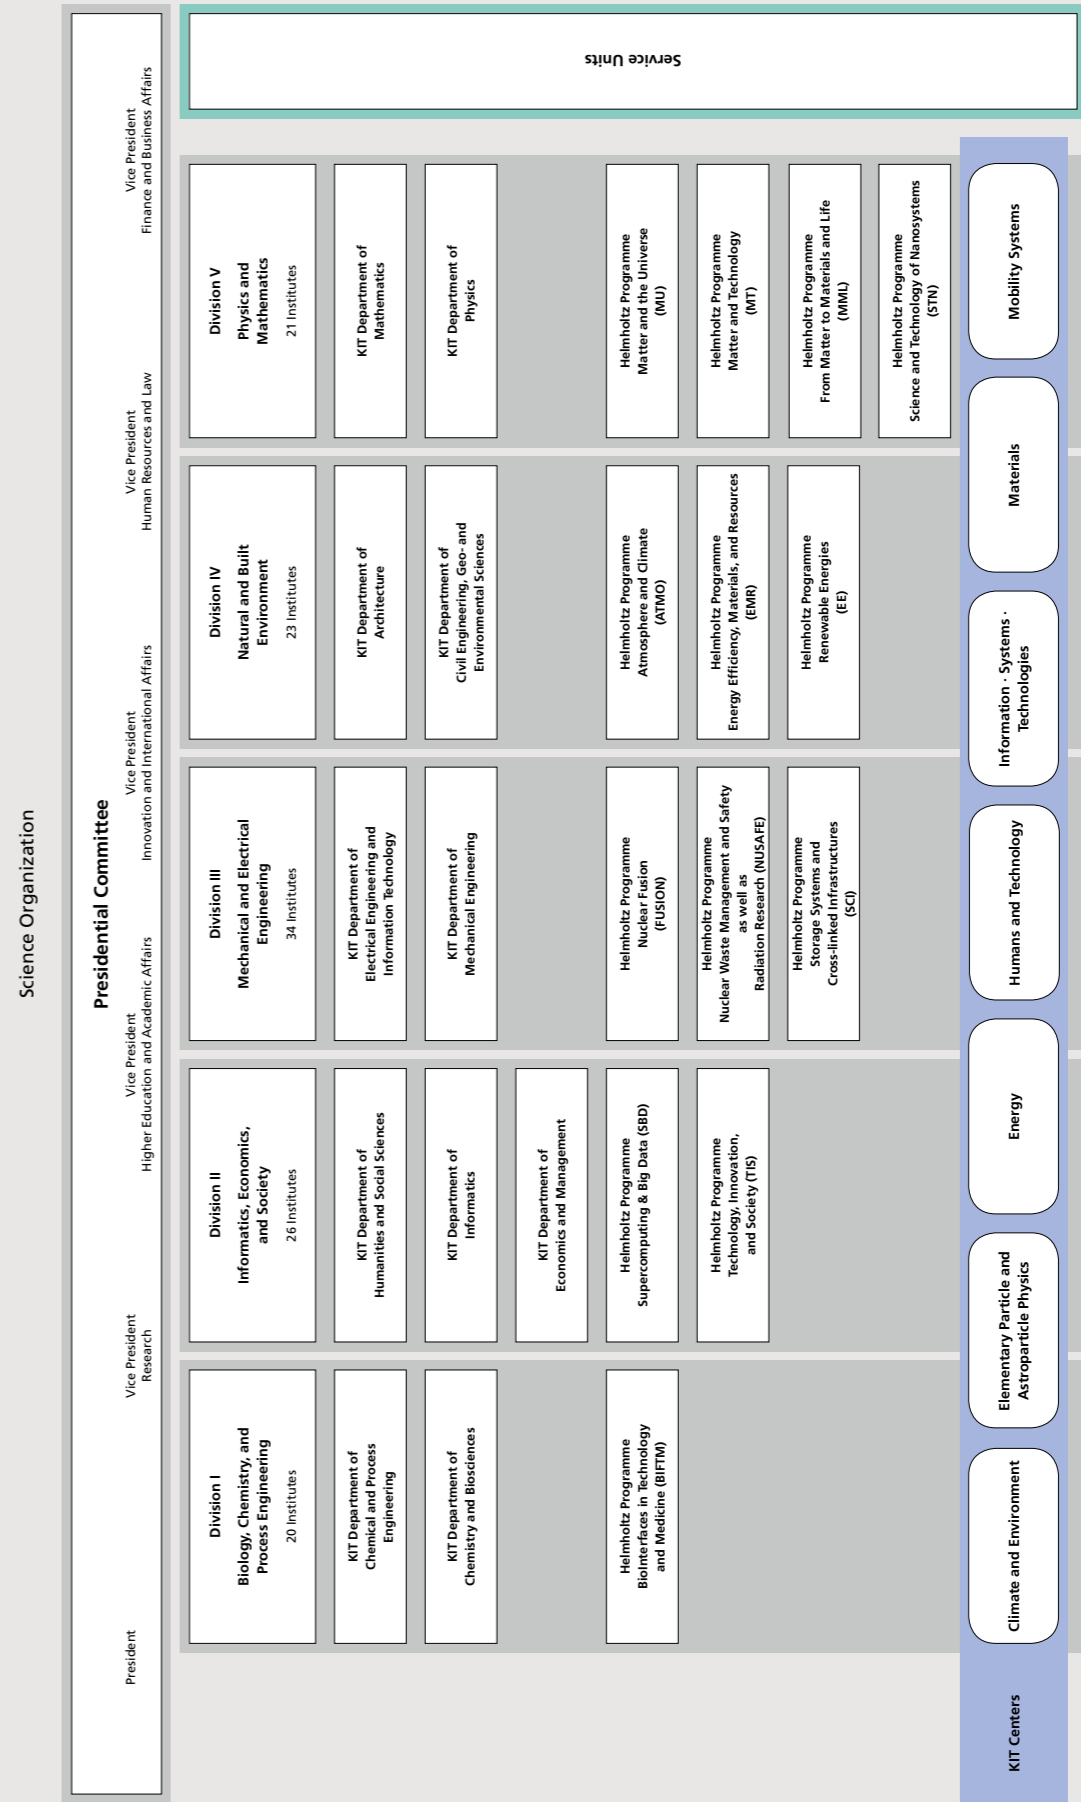 Science Organization
Presidential Committee
President
Vice President
Research
Vice President
Higher Education and Academic Affairs
Vice President
Innovation and International Affairs
Vice President
Human Resources and Law
Vice President
Finance and Business Affairs
Division I
Biology, Chemistry, and
Process Engineering
20 Institutes
KIT Department of
Chemical and Process
Engineering
KIT Department of
Chemistry and Biosciences
Helmholtz Programme
BioInterfaces in Technology
and Medicine (BIFTM)
Division II
Informatics, Economics,
and Society
26 Institutes
KIT Department of
Humanities and Social Sciences
KIT Department of
Informatics
KIT Department of
Economics and Management
Helmholtz Programme
Supercomputing & Big Data (SBD)
Helmholtz Programme
Technology, Innovation,
and Society (TIS)
Division III
Mechanical and Electrical
Engineering
34 Institutes
KIT Department of
Electrical Engineering and
Information Technology
KIT Department of
Mechanical Engineering
Helmholtz Programme
Nuclear Fusion
(FUSION)
Helmholtz Programme
Nuclear Waste Management and Safety
as well as
Radiation Research (NUSAFE)
Helmholtz Programme
Storage Systems and
Cross-linked Infrastructures
(SCI)
Division IV
Natural and Built
Environment
23 Institutes
KIT Department of
Architecture
KIT Department of
Civil Engineering, Geo- and
Environmental Sciences
Helmholtz Programme
Atmosphere and Climate
(ATMO)
Helmholtz Programme
Energy Efficiency, Materials, and Resources
(EMR)
Helmholtz Programme
Renewable Energies
(EE)
Division V
Physics and
Mathematics
21 Institutes
KIT Department of
Mathematics
KIT Department of
Physics
Helmholtz Programme
Matter and the Universe
(MU)
Helmholtz Programme
Matter and Technology
(MT)
Helmholtz Programme
From Matter to Materials and Life
(MML)
Helmholtz Programme
Science and Technology of Nanosystems
(STN)
Service Units
KIT Centers
Climate and Environment
Elementary Particle and
Astroparticle Physics
Energy
Humans and Technology
Information · Systems ·
Technologies
Materials
Mobility Systems